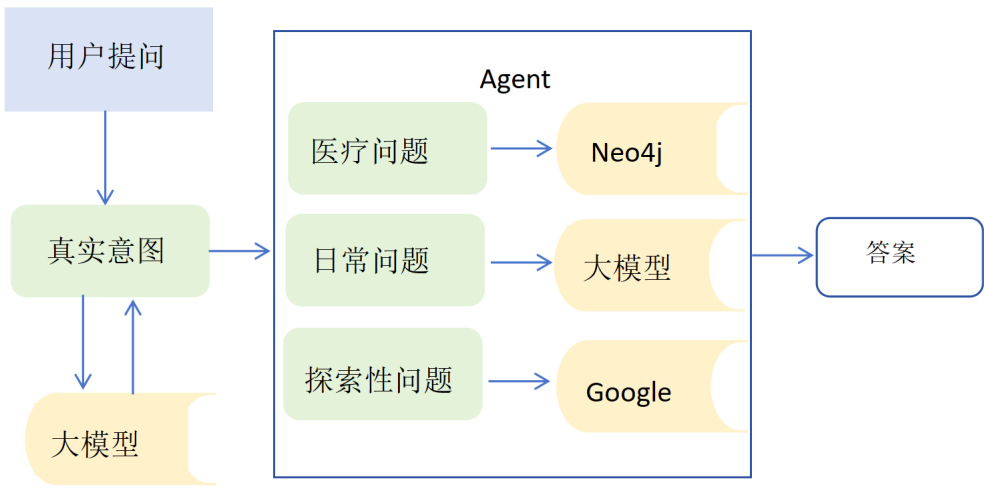 用户提问
真实意图
大模型
Agent
医疗问题
Neo4j
日常问题
大模型
探索性问题
Google
答案